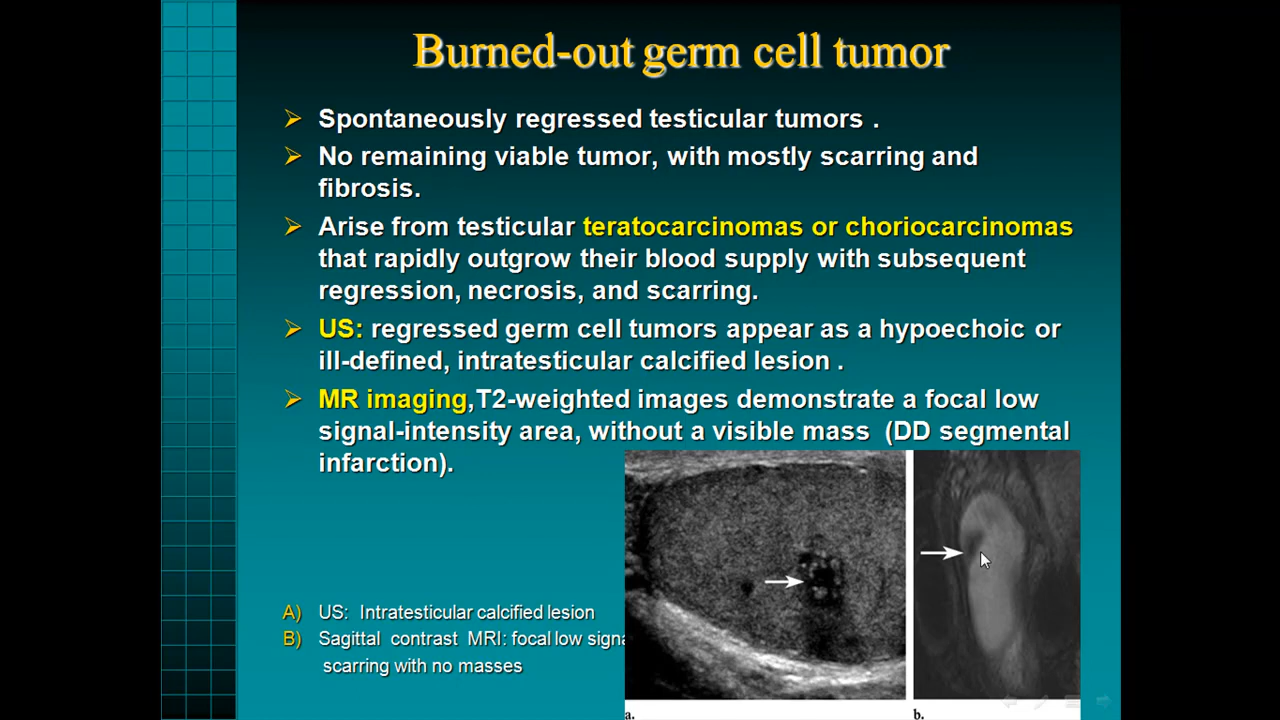 Burned-out germ cell tumor
Spontaneously regressed testicular tumors .
No remaining viable tumor, with mostly scarring and
fibrosis.
Arise from testicular teratocarcinomas or choriocarcinomas
that rapidly outgrow their blood supply with subsequent
regression, necrosis, and scarring.
US: regressed germ cell tumors appear as a hypoechoic or
ill-defined, intratesticular calcified lesion .
MR imaging,T2-weighted images demonstrate a focal low
signal-intensity area, without a visible mass (DD segmental
infarction).
A) US: Intratesticular calcified lesion
B) Sagittal contrast MRI: focal low signa
scarring with no masses
a.
b.